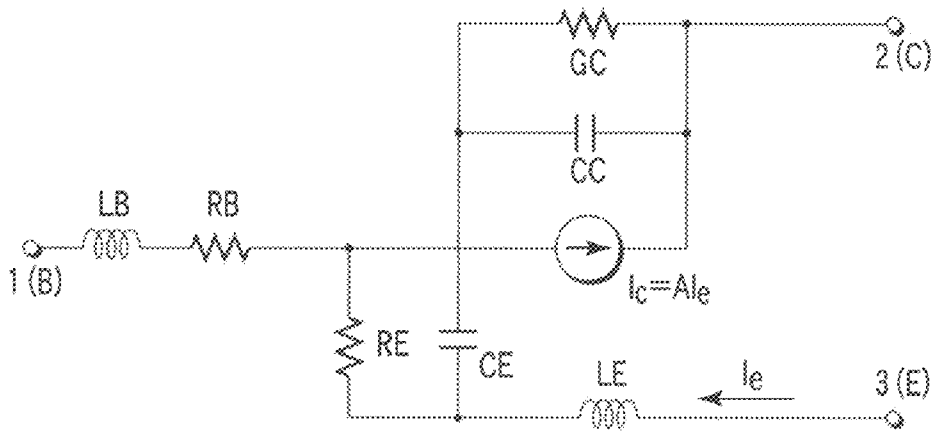 GC
2 (C)
CC
LB
RB
1 (B)
Ic=AIe
RE
CE
LE
Ie
3 (E)